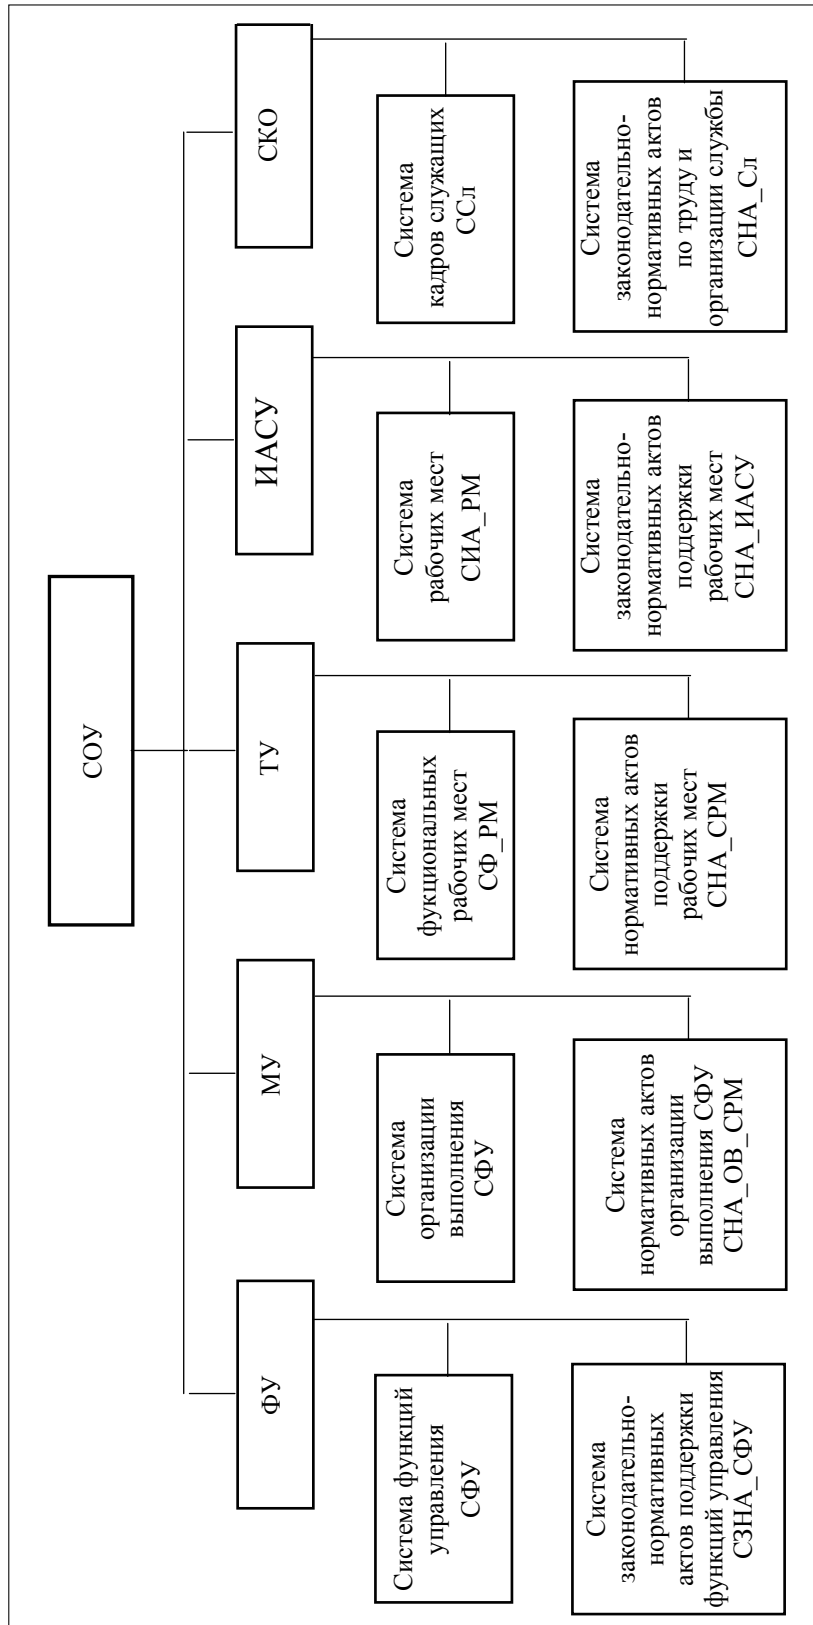 СОУ
ФУ
МУ
ТУ
ИАСУ
СКО
Система функций
управления
СФУ
Система
организации
выполнения
СФУ
Система
фукциональных
рабочих мест
СФ_РМ
Система
рабочих мест
СИА_РМ
Система
кадров служащих
ССл
Система
законодательно-
нормативных
актов поддержки
функций управления
СЗНА_СФУ
Система
нормативных актов
организации
выполнения СФУ
СНА_ОВ_СРМ
Система
нормативных актов
поддержки
рабочих мест
СНА_СРМ
Система
законодательно-
нормативных актов
поддержки
рабочих мест
СНА_ИАСУ
Система
законодательно-
нормативных актов
по труду и
организации службы
СНА_Сл